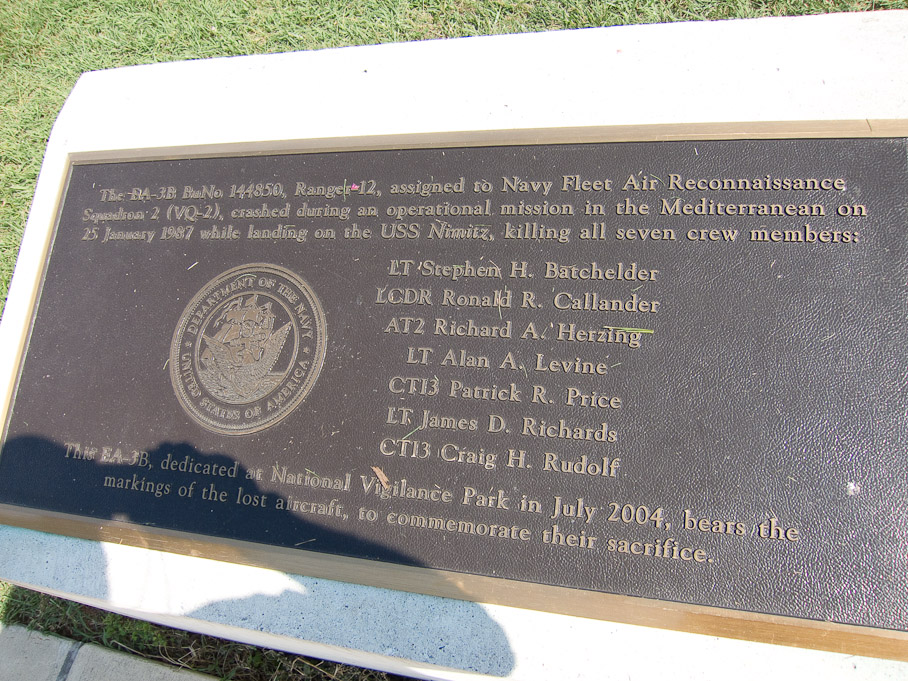 The EA-3B BuNo 144850, Ranger-12, assigned to Navy Fleet Air Reconnaissance
Squadron 2 (VQ-2), crashed during an operational mission in the Mediterranean on
25 January 1987 while landing on the USS Nimitz, killing all seven crew members:
LT Stephen H. Batchelder
LCDR Ronald R. Callander
AT2 Richard A. Herzing
LT Alan A. Levine
CTI3 Patrick R. Price
LT James D. Richards
CTI3 Craig H. Rudolf
DEPARTMENT OF THE NAVY
UNITED STATES OF AMERICA
This EA-3B, dedicated at National Vigilance Park in July 2004, bears the
markings of the lost aircraft, to commemorate their sacrifice.